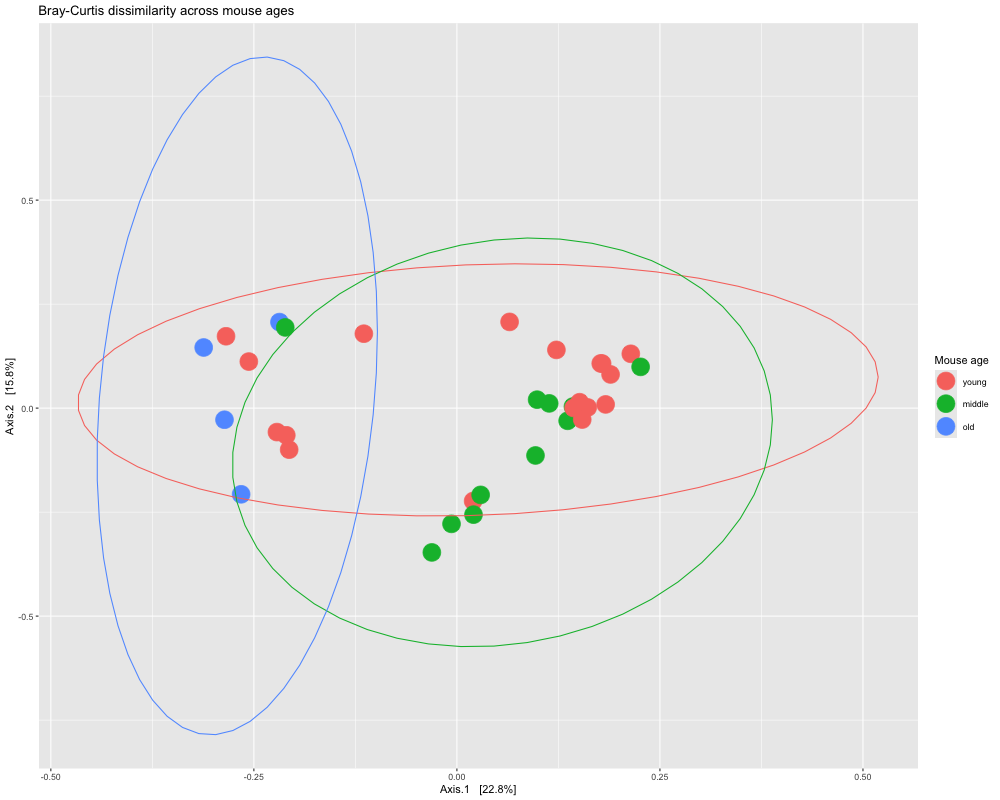 Bray-Curtis dissimilarity across mouse ages
Axis.2 [15.8%]
0.5
0.0
-0.5
-0.50
-0.25
0.00
0.25
0.50
Axis.1 [22.8%]
Mouse age
young
middle
old